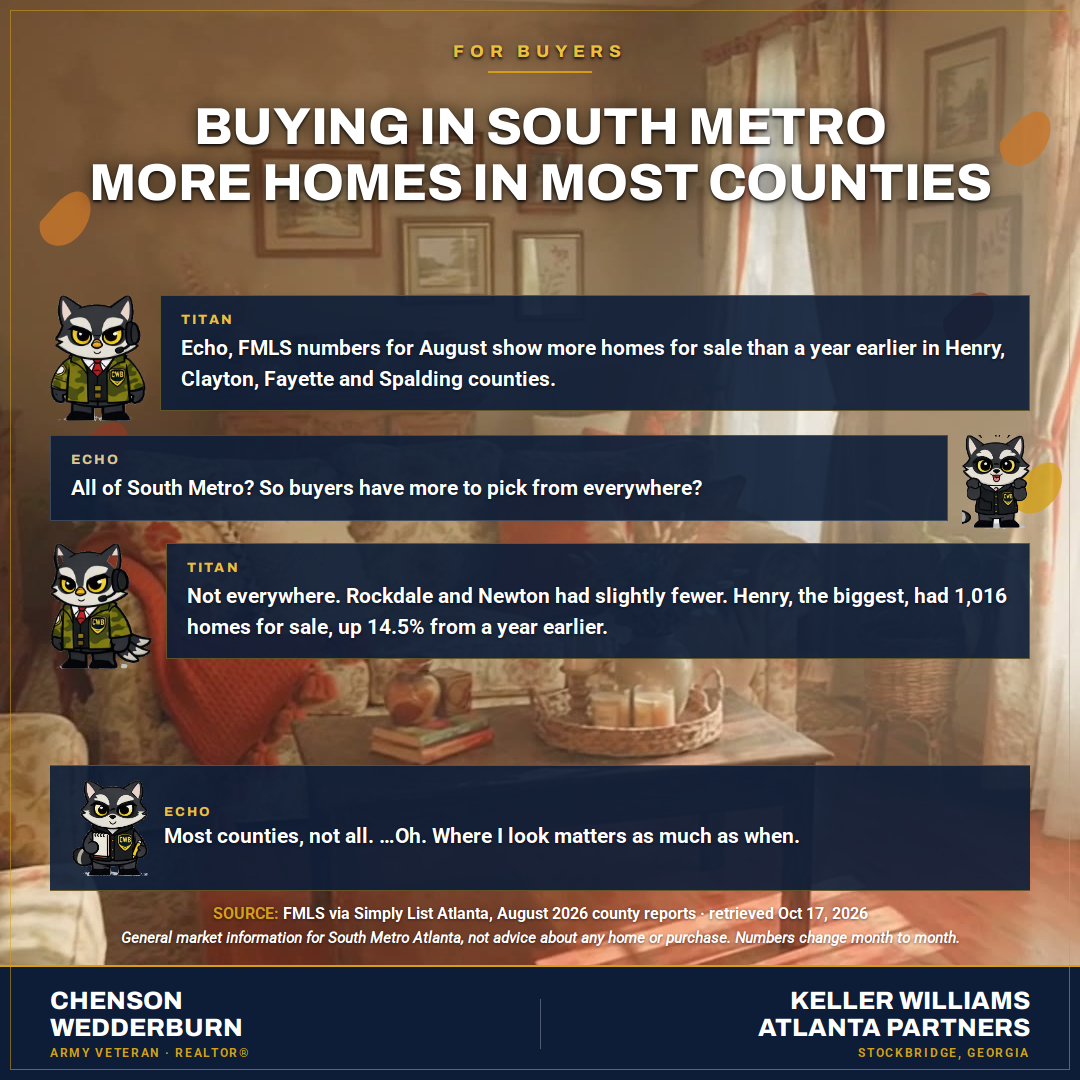 FOR BUYERS
BUYING IN SOUTH METRO
MORE HOMES IN MOST COUNTIES
TITAN
Echo, FMLS numbers for August show more homes for sale than a year earlier in Henry,
Clayton, Fayette and Spalding counties.
ECHO
All of South Metro? So buyers have more to pick from everywhere?
TITAN
Not everywhere. Rockdale and Newton had slightly fewer. Henry, the biggest, had 1,016
homes for sale, up 14.5% from a year earlier.
ECHO
Most counties, not all. …Oh. Where I look matters as much as when.
SOURCE: FMLS via Simply List Atlanta, August 2026 county reports · retrieved Oct 17, 2026
General market information for South Metro Atlanta, not advice about any home or purchase. Numbers change month to month.
CHENSON
WEDDERBURN
ARMY VETERAN · REALTOR®
KELLER WILLIAMS
ATLANTA PARTNERS
STOCKBRIDGE, GEORGIA
CWB
CWB
CWB
CWB